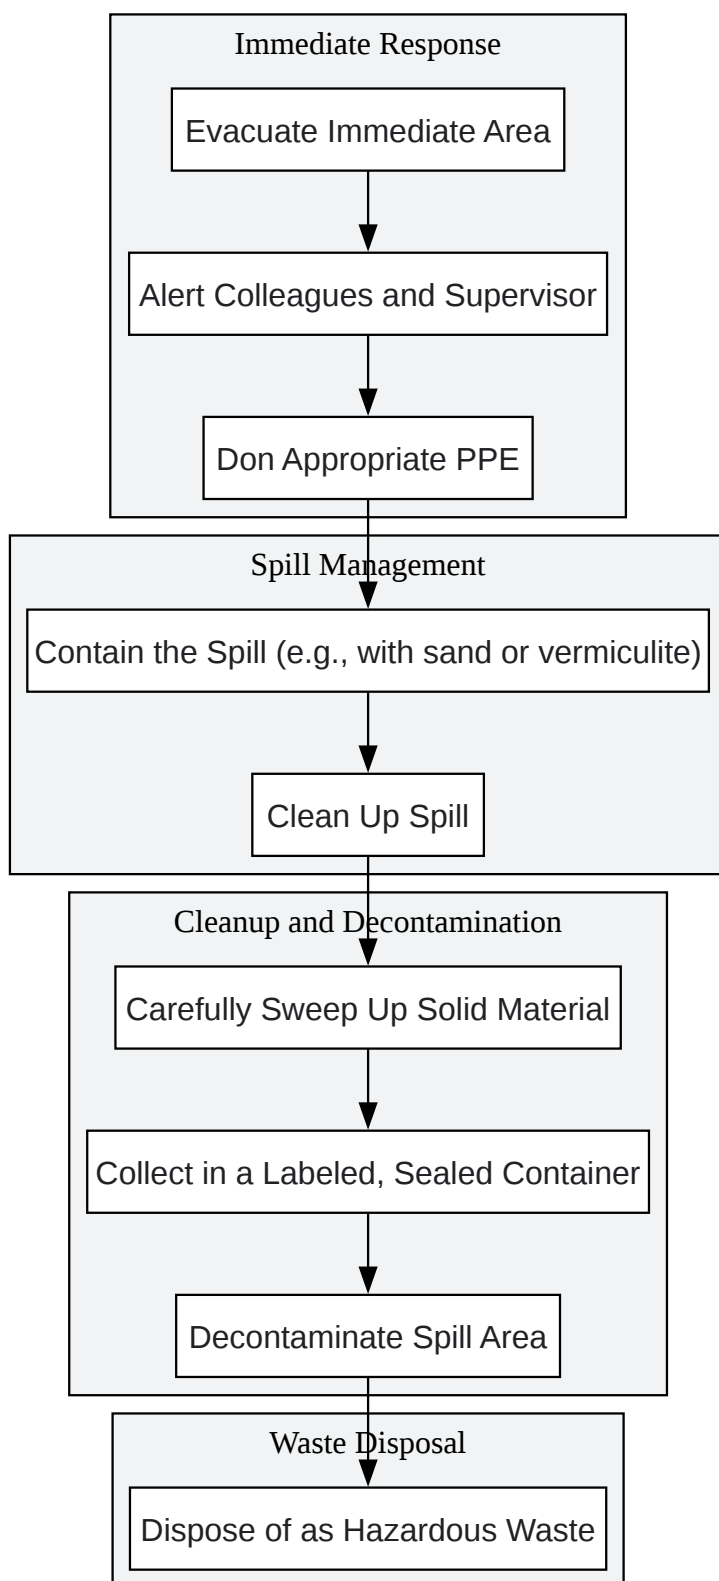 Immediate Response
Evacuate Immediate Area
Alert Colleagues and Supervisor
Don Appropriate PPE
Spill Management
Contain the Spill (e.g., with sand or vermiculite)
Clean Up Spill
Cleanup and Decontamination
Carefully Sweep Up Solid Material
Collect in a Labeled, Sealed Container
Decontaminate Spill Area
Waste Disposal
Dispose of as Hazardous Waste